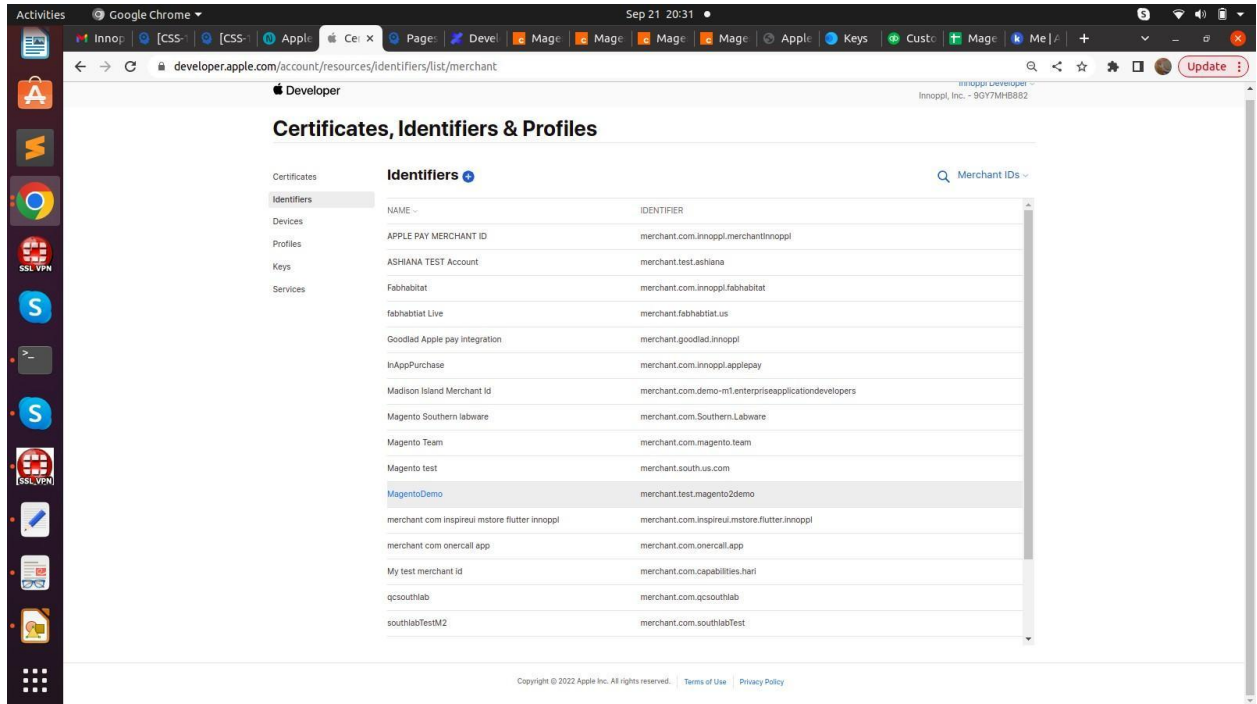 Activities Google Chrome Sep 21 20:31
Innop [CSS-1 [CSS-1 Apple Cer Page: Devel Mage Mage Mage Mage Apple Keys Custo Mage Me | A
developer.apple.com/account/resources/identifiers/list/merchant Update
Developer Innoppl Developer
Innoppl, Inc. - 9GY7MHB882
Certificates, Identifiers & Profiles
Certificates
Identifiers
Devices
Profiles
Keys
Services
Identifiers Merchant IDs
NAME IDENTIFIER
APPLE PAY MERCHANT ID merchant.com.innoppl.merchantInnoppl
ASHIANA TEST Account merchant.test.ashiana
Fabhabitat merchant.com.innoppl.fabhabitat
fabhabtiat Live merchant.fabhabtiat.us
Goodlad Apple pay integration merchant.goodlad.innoppl
InAppPurchase merchant.com.innoppl.applepay
Madison Island Merchant Id merchant.com.demo-m1.enterpriseapplicationdevelopers
Magento Southern labware merchant.com.Southern.Labware
Magento Team merchant.com.magento.team
Magento test merchant.south.us.com
MagentoDemo merchant.test.magento2demo
merchant com inspireui mstore flutter innoppl merchant.com.inspireui.mstore.flutter.innoppl
merchant com onercall app merchant.com.onercall.app
My test merchant id merchant.com.capabilities.hari
qcsouthlab merchant.com.qcsouthlab
southlabTestM2 merchant.com.southlabTest
Copyright © 2022 Apple Inc. All rights reserved. Terms of Use Privacy Policy
SSL VPN
SSL VPN